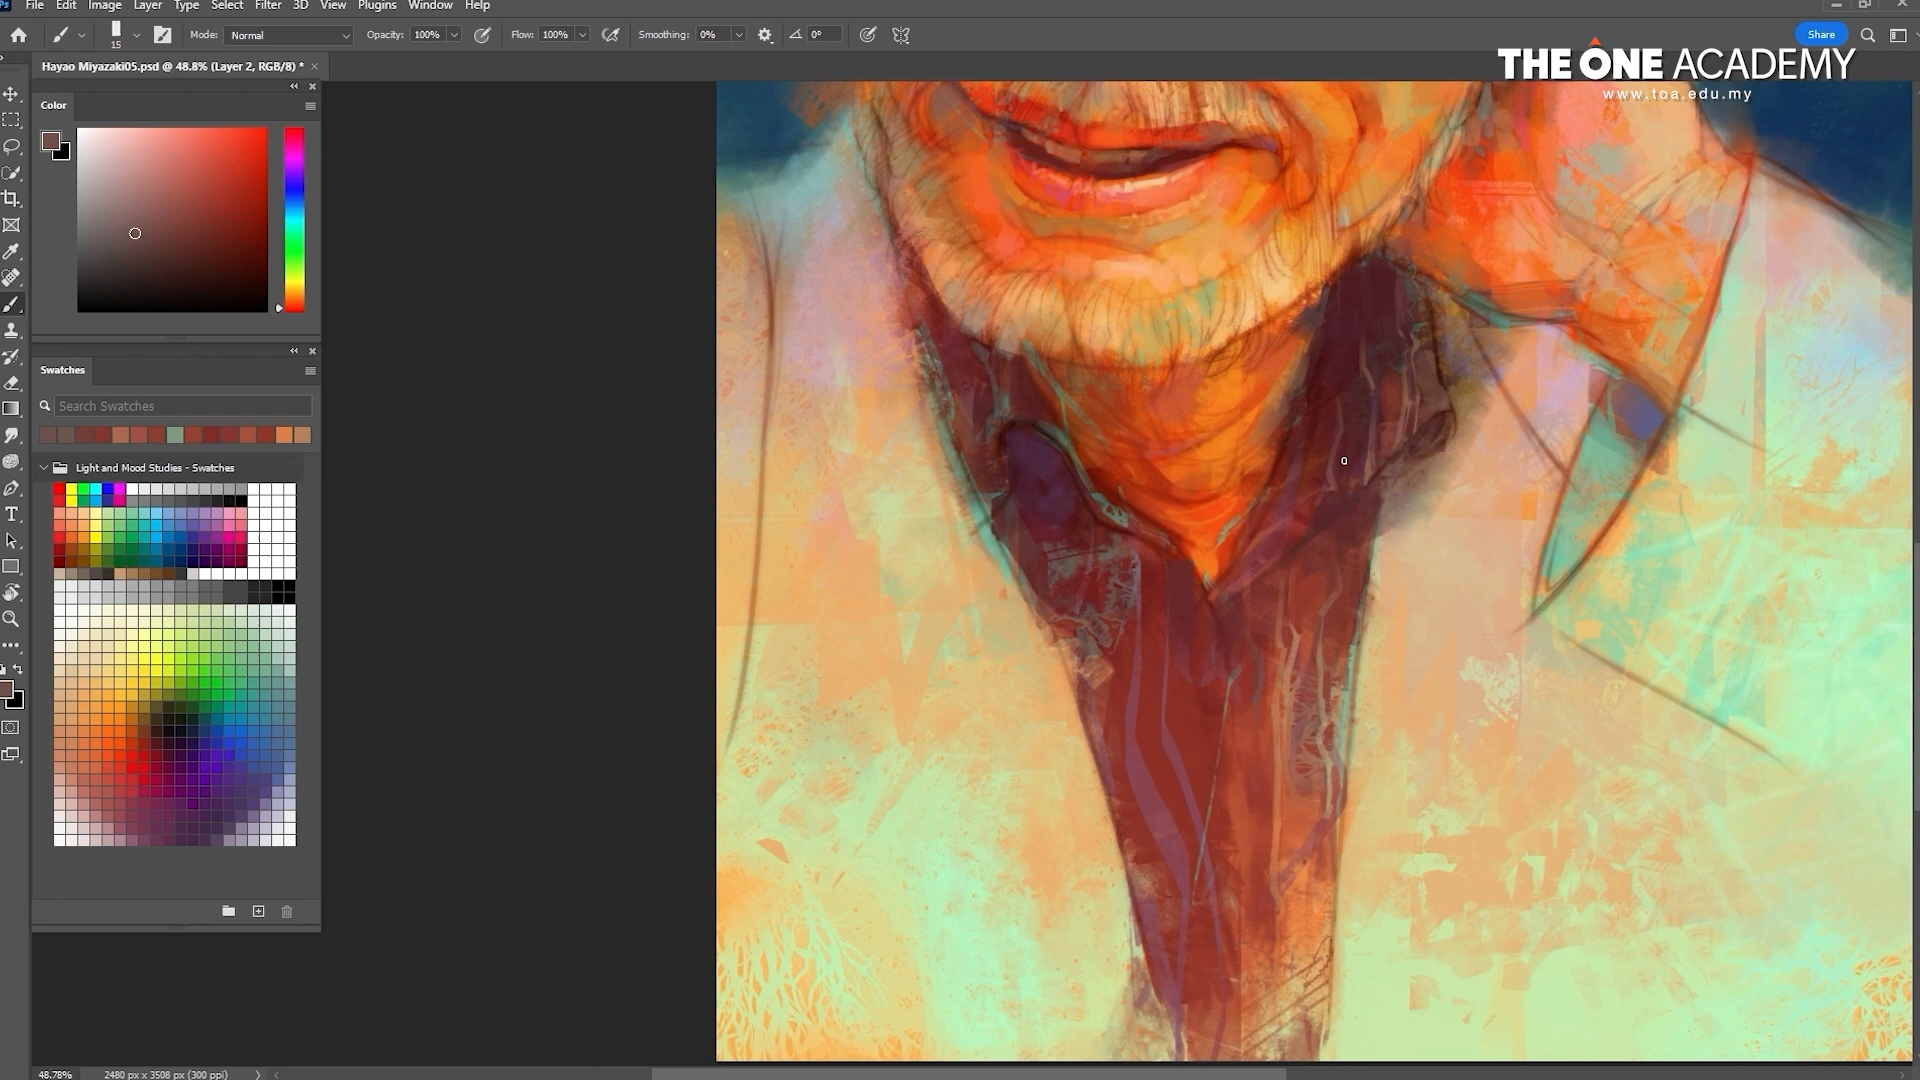 Ps File Edit Image Layer Type Select Filter 3D View Plugins Window Help
15 Mode: Normal Opacity: 100% Flow: 100% Smoothing: 0% 0° Share
THE ONE ACADEMY
www.toa.edu.my
Hayao Miyazaki05.psd @ 48.8% (Layer 2, RGB/8) *
Color
Swatches
Search Swatches
Light and Mood Studies - Swatches
48.78% 2480 px x 3508 px (300 ppi)